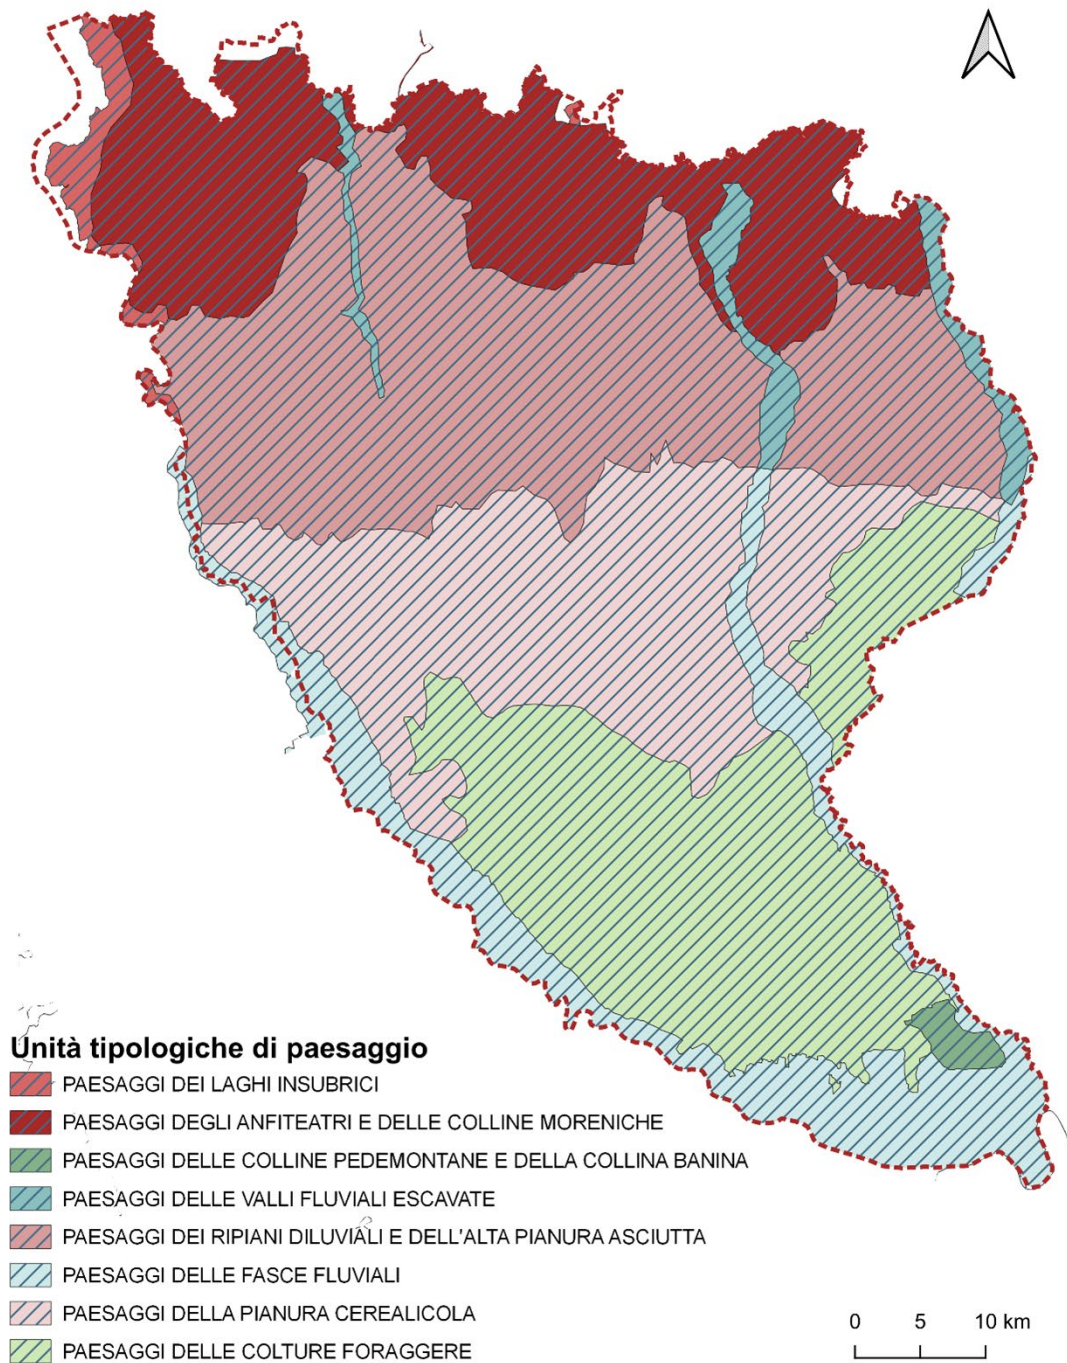 Unità tipologiche di paesaggio
PAESAGGI DEI LAGHI INSUBRICI
PAESAGGI DEGLI ANFITEATRI E DELLE COLLINE MORENICHE
PAESAGGI DELLE COLLINE PEDEMONTANE E DELLA COLLINA BANINA
PAESAGGI DELLE VALLI FLUVIALI ESCAVATE
PAESAGGI DEI RIPIANI DILUVIALI E DELL'ALTA PIANURA ASCIUTTA
PAESAGGI DELLE FASCE FLUVIALI
PAESAGGI DELLA PIANURA CEREALICOLA
PAESAGGI DELLE COLTURE FORAGGERE
0 5 10 km